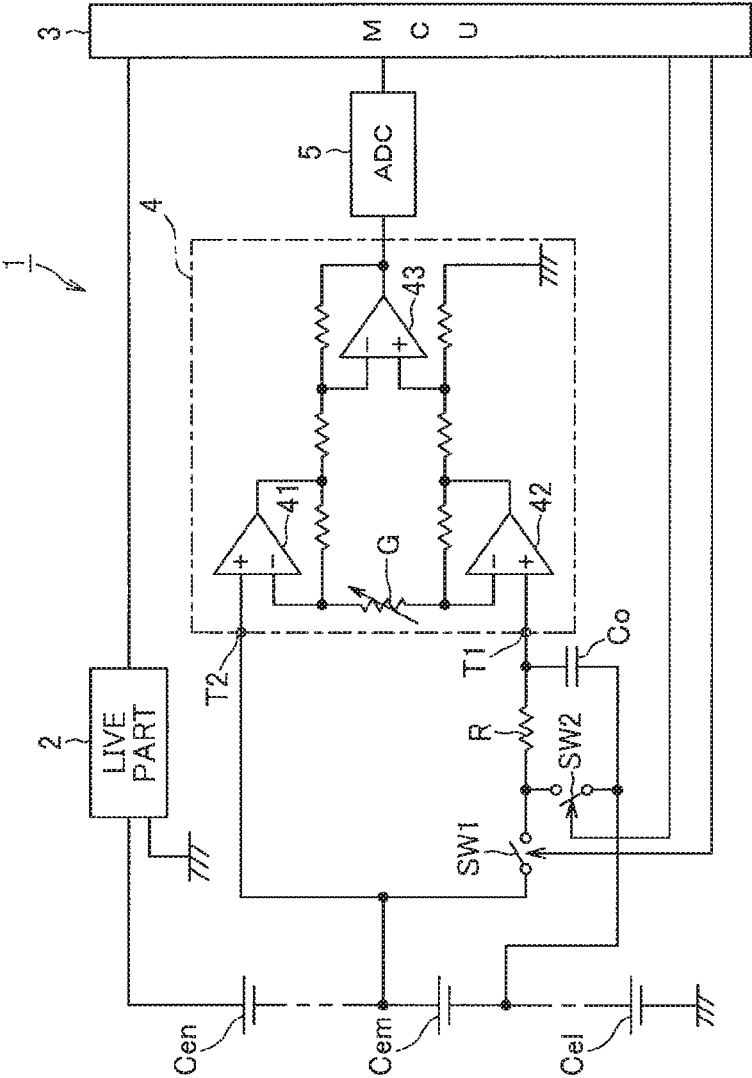 1
3
M C U
5
ADC
4
43
41
42
G
T2
T1
Co
2
LIVE
PART
R
SW2
SW1
Cen
Cem
Cel
+
−
−
+
−
+